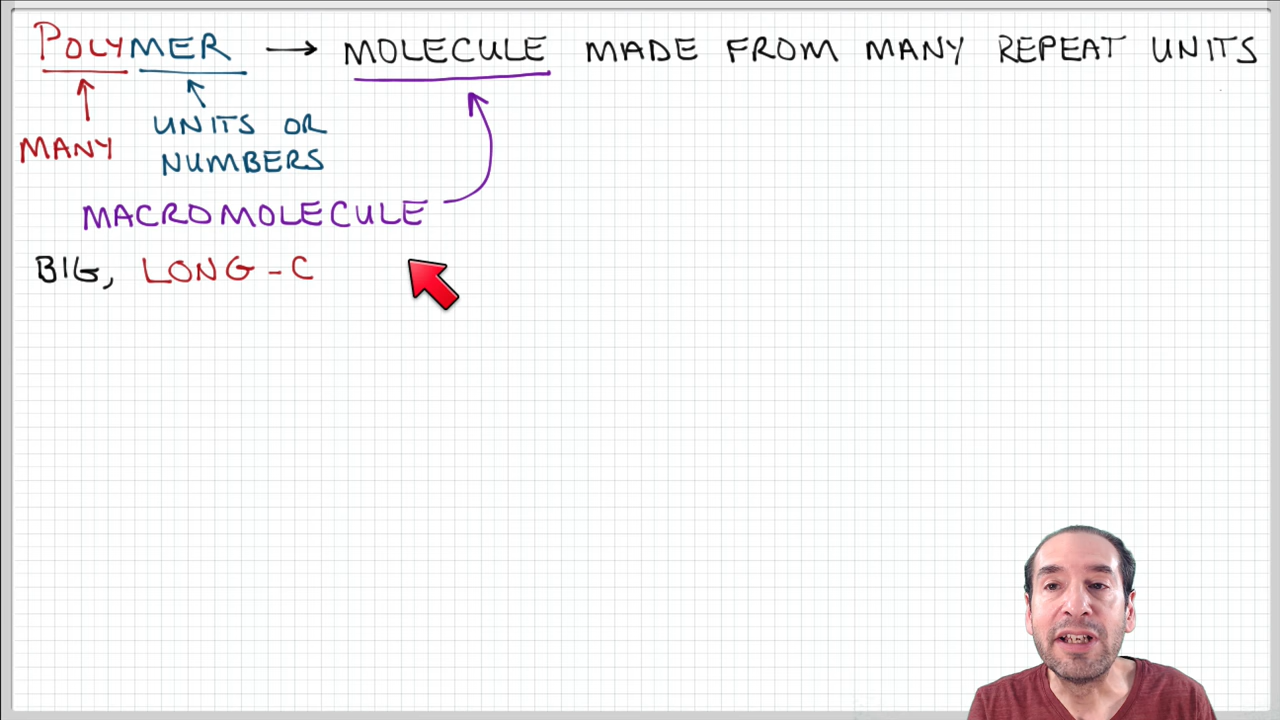 POLYMER → MOLECULE MADE FROM MANY REPEAT UNITS
MANY
UNITS OR
NUMBERS
MACROMOLECULE
BIG, LONG-C